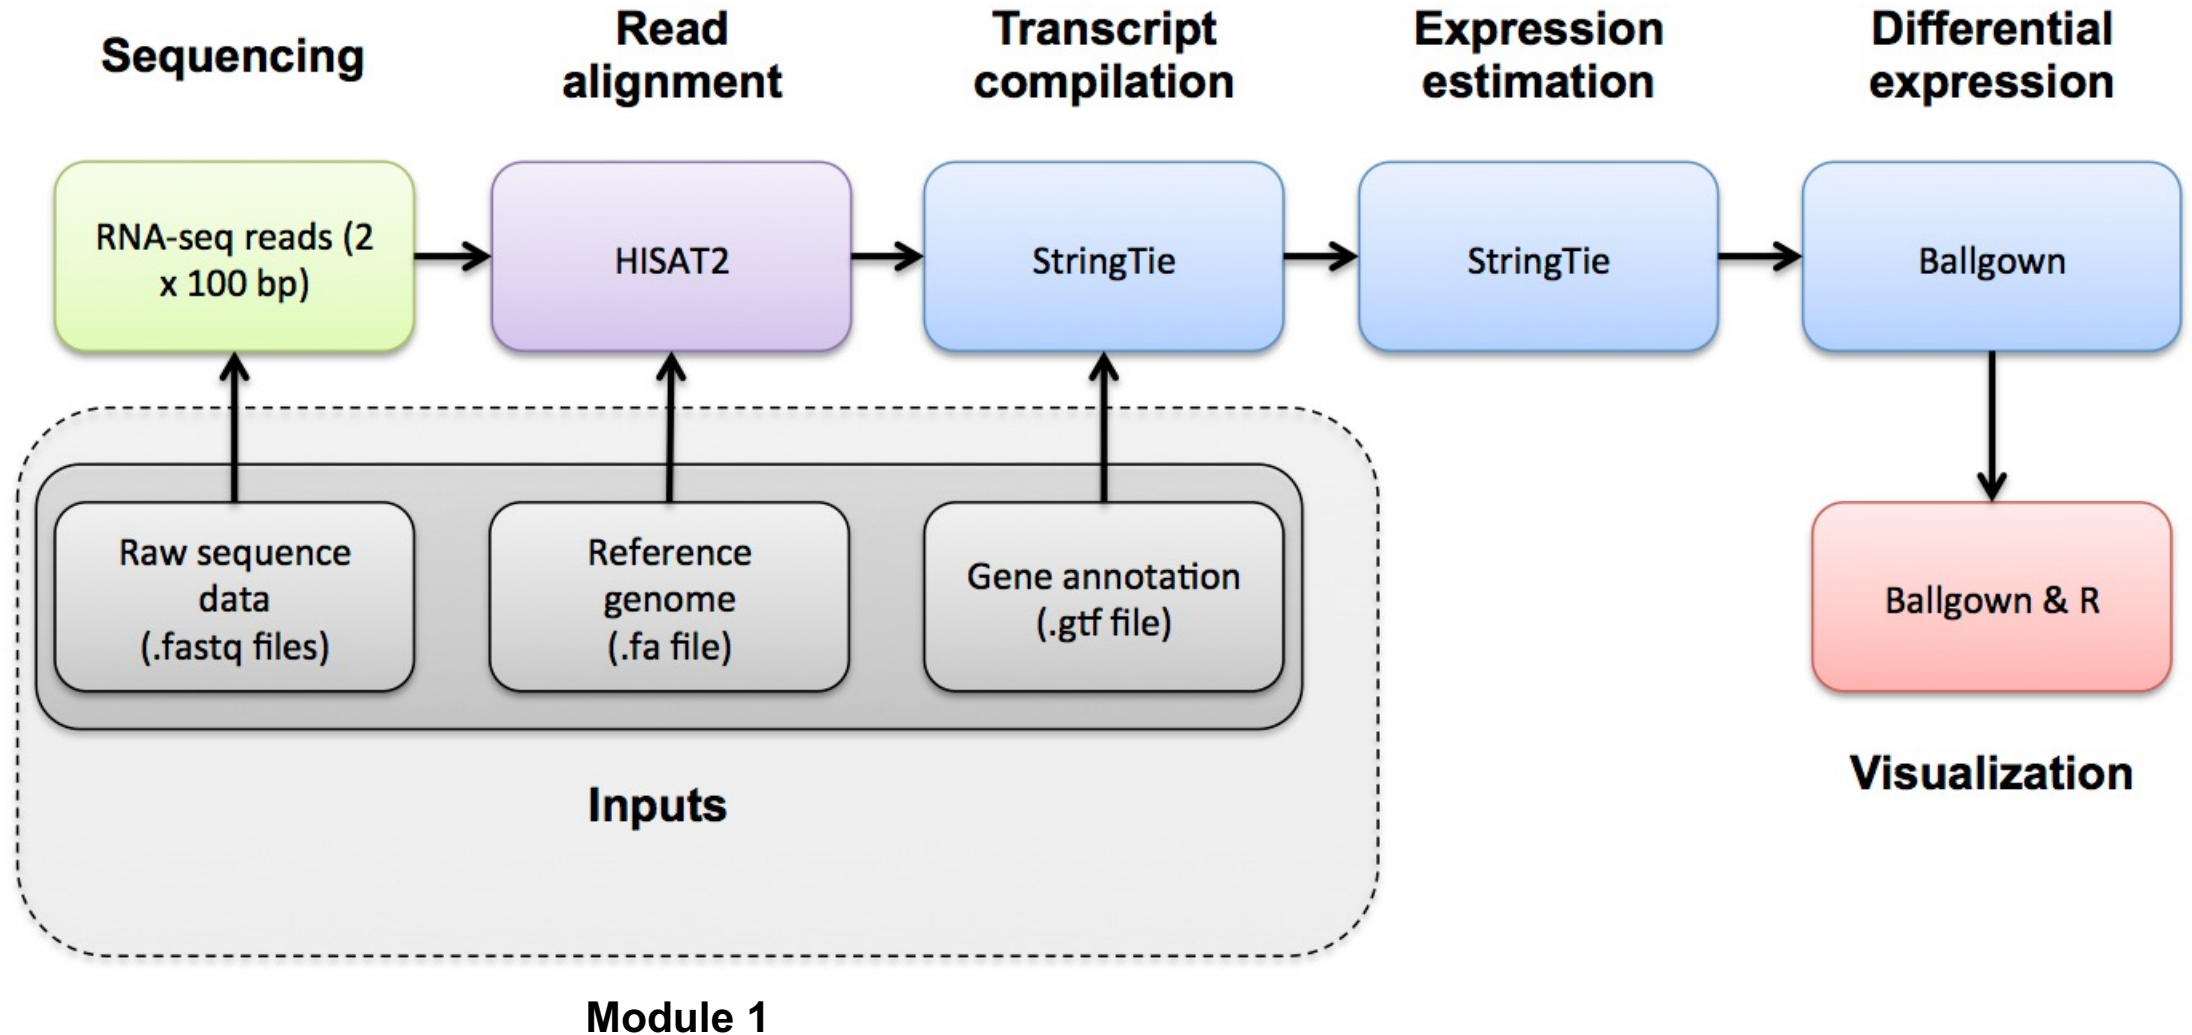 Sequencing
Read
alignment
Transcript
compilation
Expression
estimation
Differential
expression
RNA-seq reads (2
x 100 bp)
HISAT2
StringTie
StringTie
Ballgown
Raw sequence
data
(.fastq files)
Reference
genome
(.fa file)
Gene annotation
(.gtf file)
Ballgown & R
Inputs
Visualization
Module 1